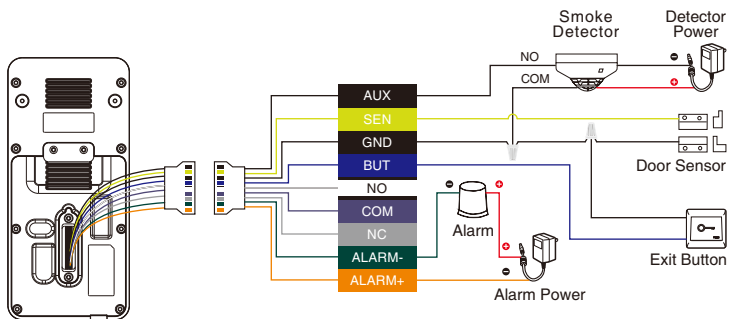 Smoke
Detector
Detector
Power
NO
COM
AUX
SEN
GND
BUT
NO
COM
NC
ALARM-
ALARM+
Door Sensor
Alarm
Exit Button
Alarm Power